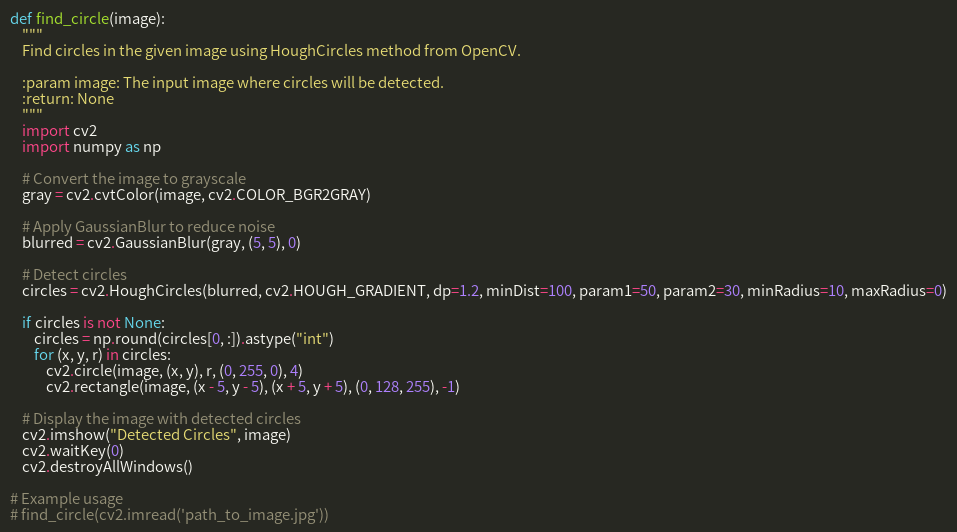 def find_circle(image):
    """
    Find circles in the given image using HoughCircles method from OpenCV.

    :param image: The input image where circles will be detected.
    :return: None
    """
    import cv2
    import numpy as np

    # Convert the image to grayscale
    gray = cv2.cvtColor(image, cv2.COLOR_BGR2GRAY)

    # Apply GaussianBlur to reduce noise
    blurred = cv2.GaussianBlur(gray, (5, 5), 0)

    # Detect circles
    circles = cv2.HoughCircles(blurred, cv2.HOUGH_GRADIENT, dp=1.2, minDist=100, param1=50, param2=30, minRadius=10, maxRadius=0)

    if circles is not None:
        circles = np.round(circles[0, :]).astype("int")
        for (x, y, r) in circles:
            cv2.circle(image, (x, y), r, (0, 255, 0), 4)
            cv2.rectangle(image, (x - 5, y - 5), (x + 5, y + 5), (0, 128, 255), -1)

    # Display the image with detected circles
    cv2.imshow("Detected Circles", image)
    cv2.waitKey(0)
    cv2.destroyAllWindows()

# Example usage
# find_circle(cv2.imread('path_to_image.jpg'))